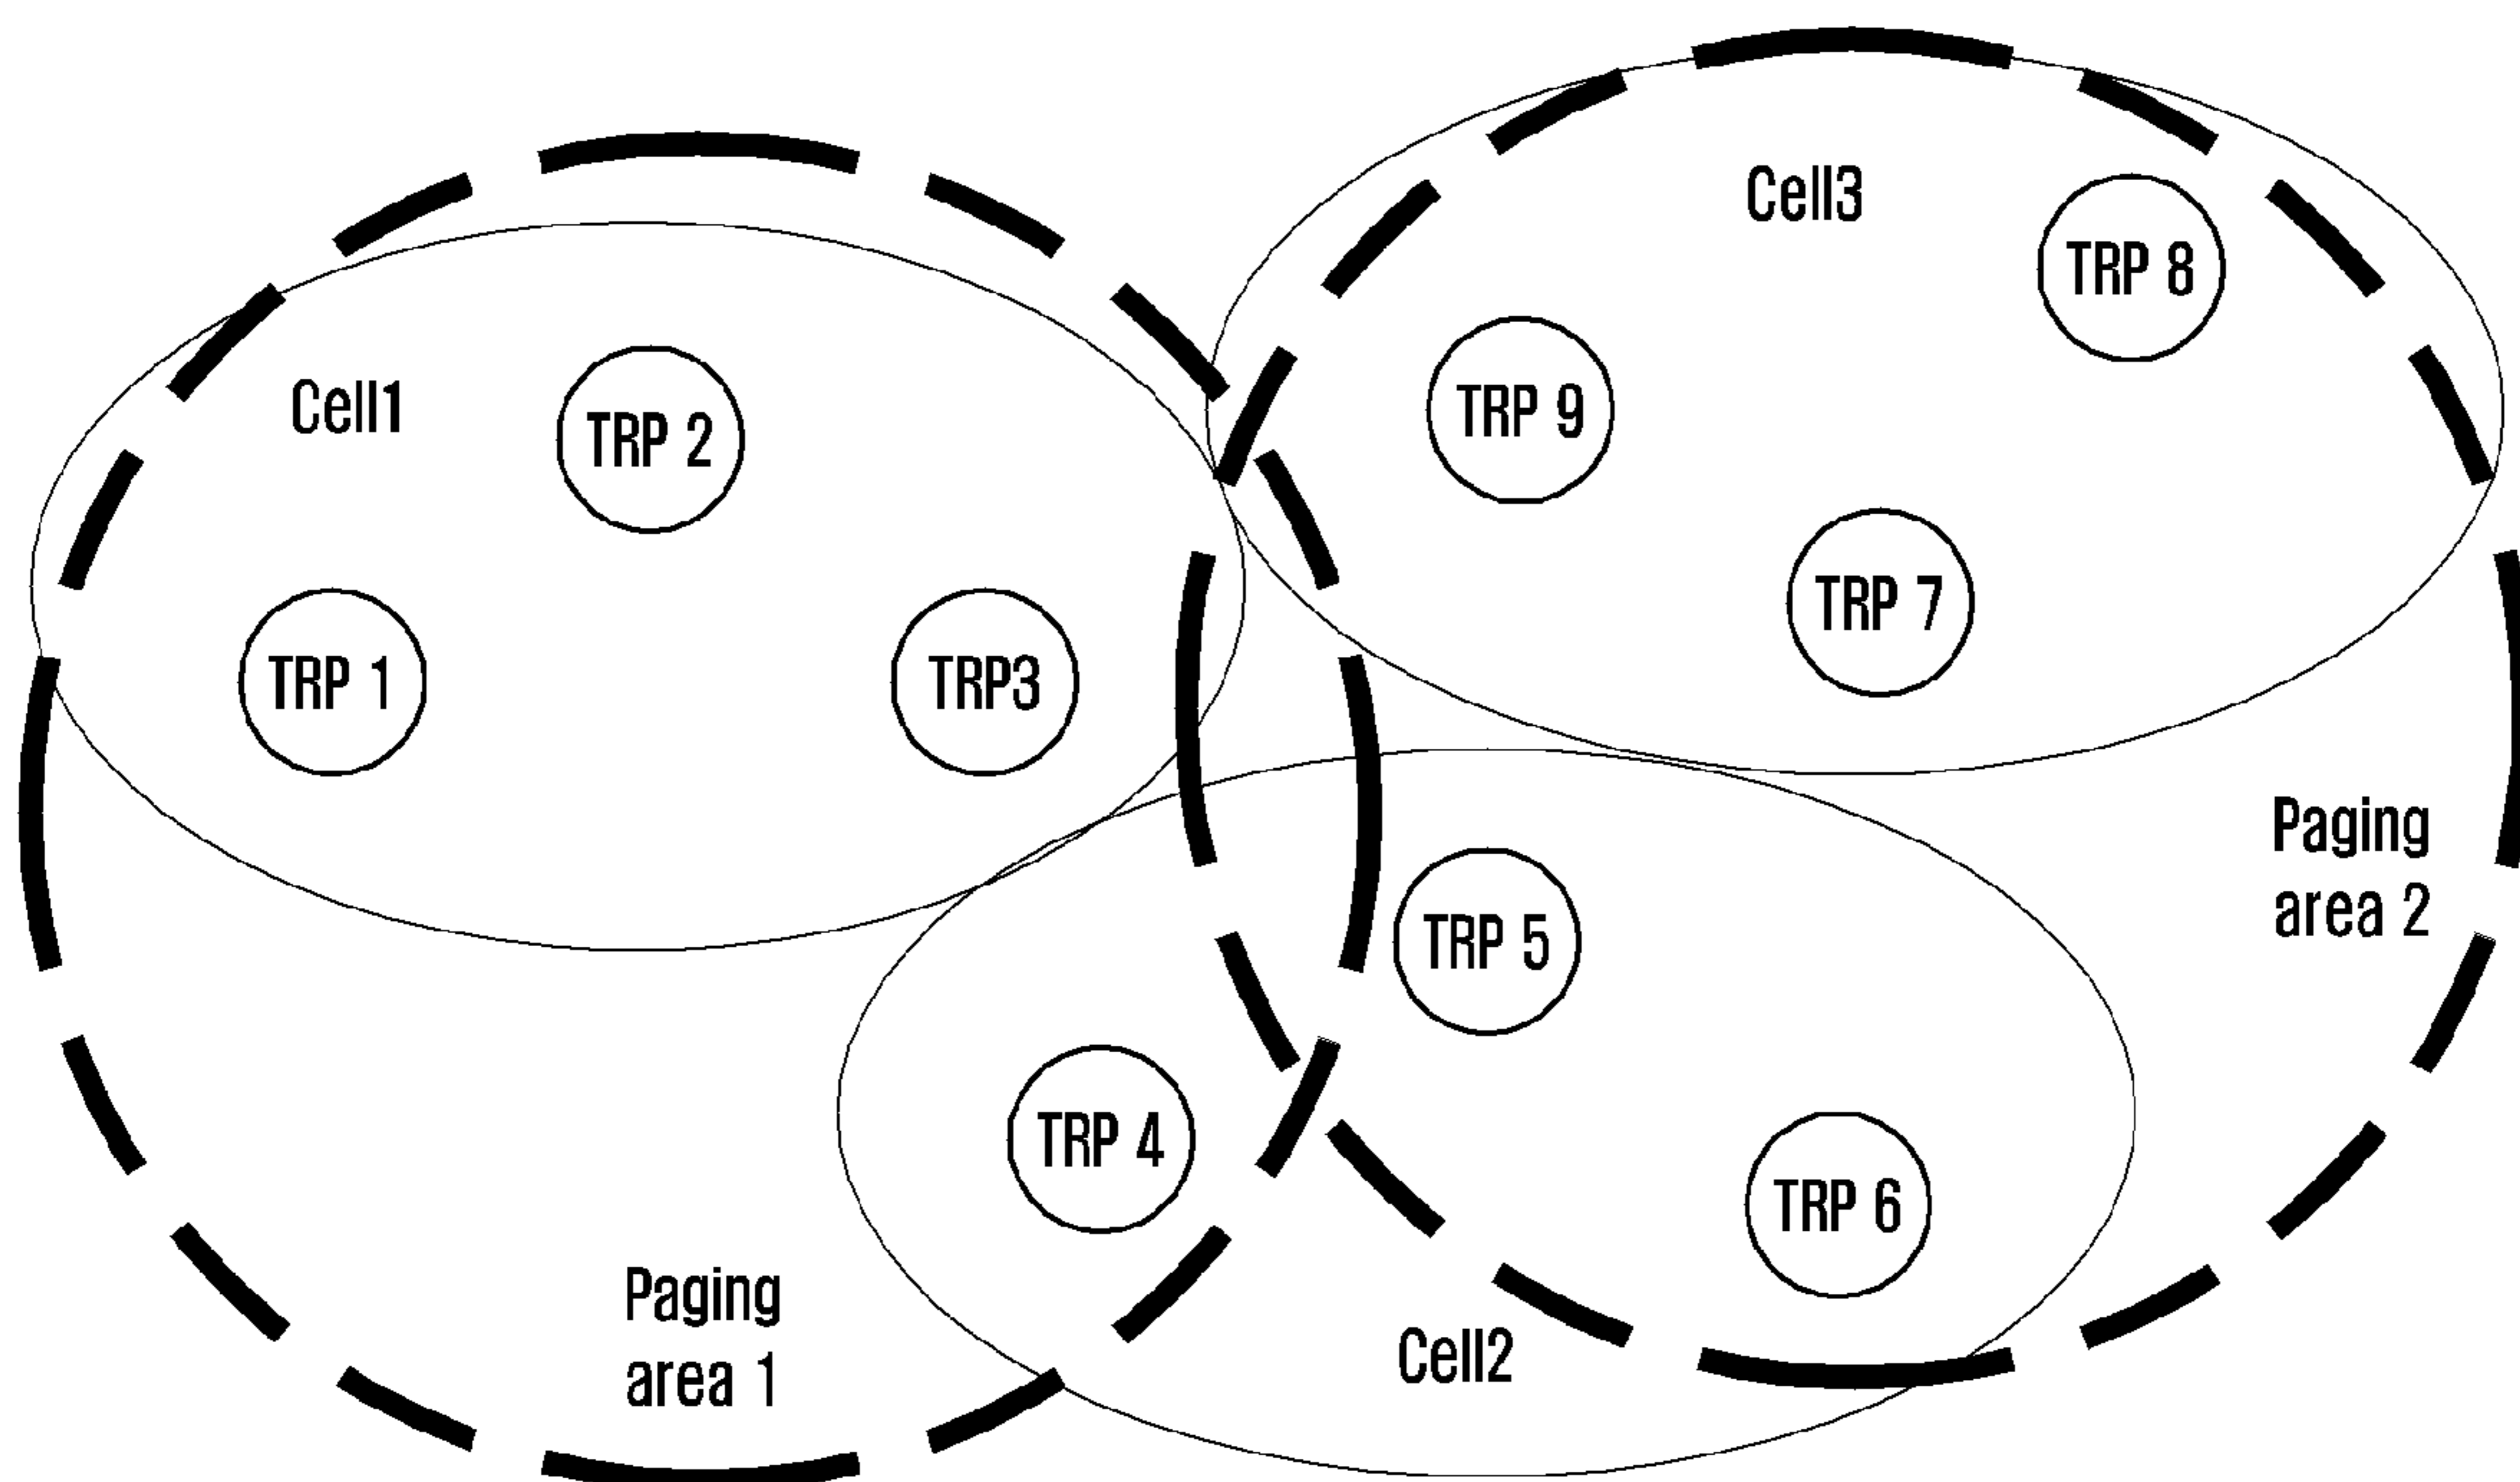 Cell3
TRP 8
Cell1
TRP 2
TRP 9
TRP 7
TRP 1
TRP3
Paging
area 2
TRP 5
TRP 4
TRP 6
Paging
area 1
Cell2